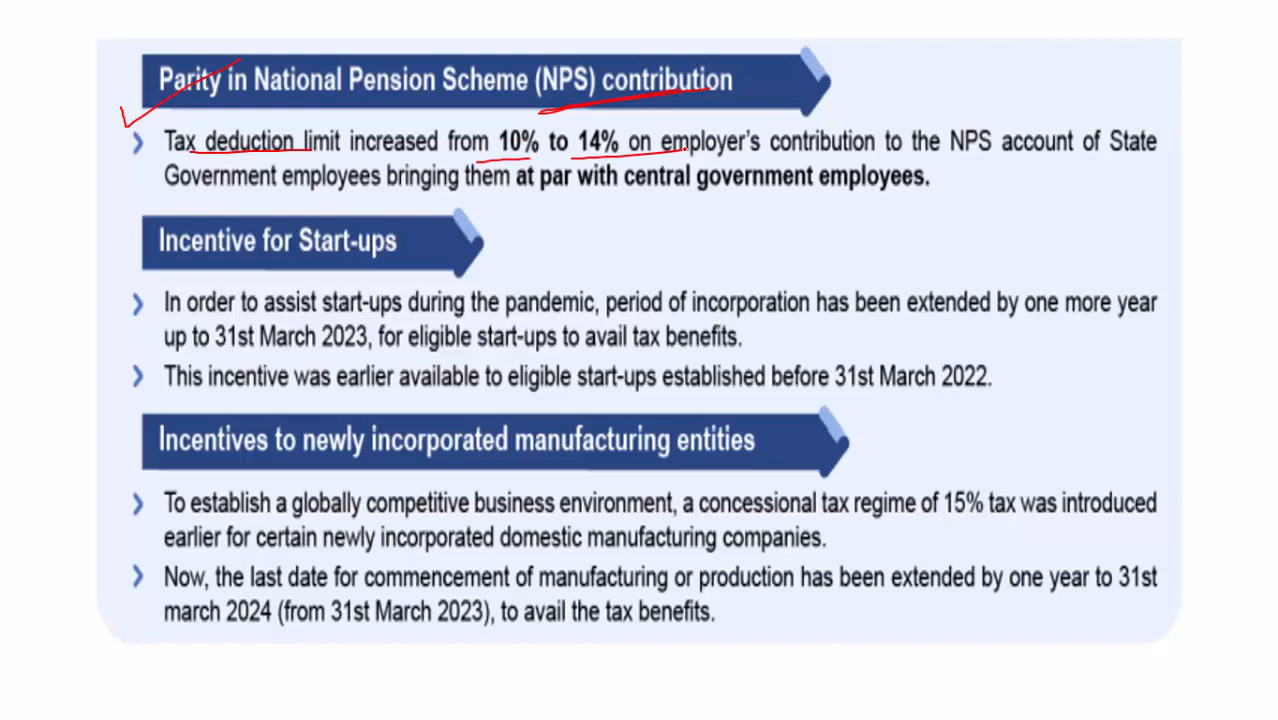 Parity in National Pension Scheme (NPS) contribution
Tax deduction limit increased from 10% to 14% on employer's contribution to the NPS account of State
Government employees bringing them at par with central government employees.
Incentive for Start-ups
In order to assist start-ups during the pandemic, period of incorporation has been extended by one more year
up to 31st March 2023, for eligible start-ups to avail tax benefits.
This incentive was earlier available to eligible start-ups established before 31st March 2022.
Incentives to newly incorporated manufacturing entities
To establish a globally competitive business environment, a concessional tax regime of 15% tax was introduced
earlier for certain newly incorporated domestic manufacturing companies.
Now, the last date for commencement of manufacturing or production has been extended by one year to 31st
march 2024 (from 31st March 2023), to avail the tax benefits.